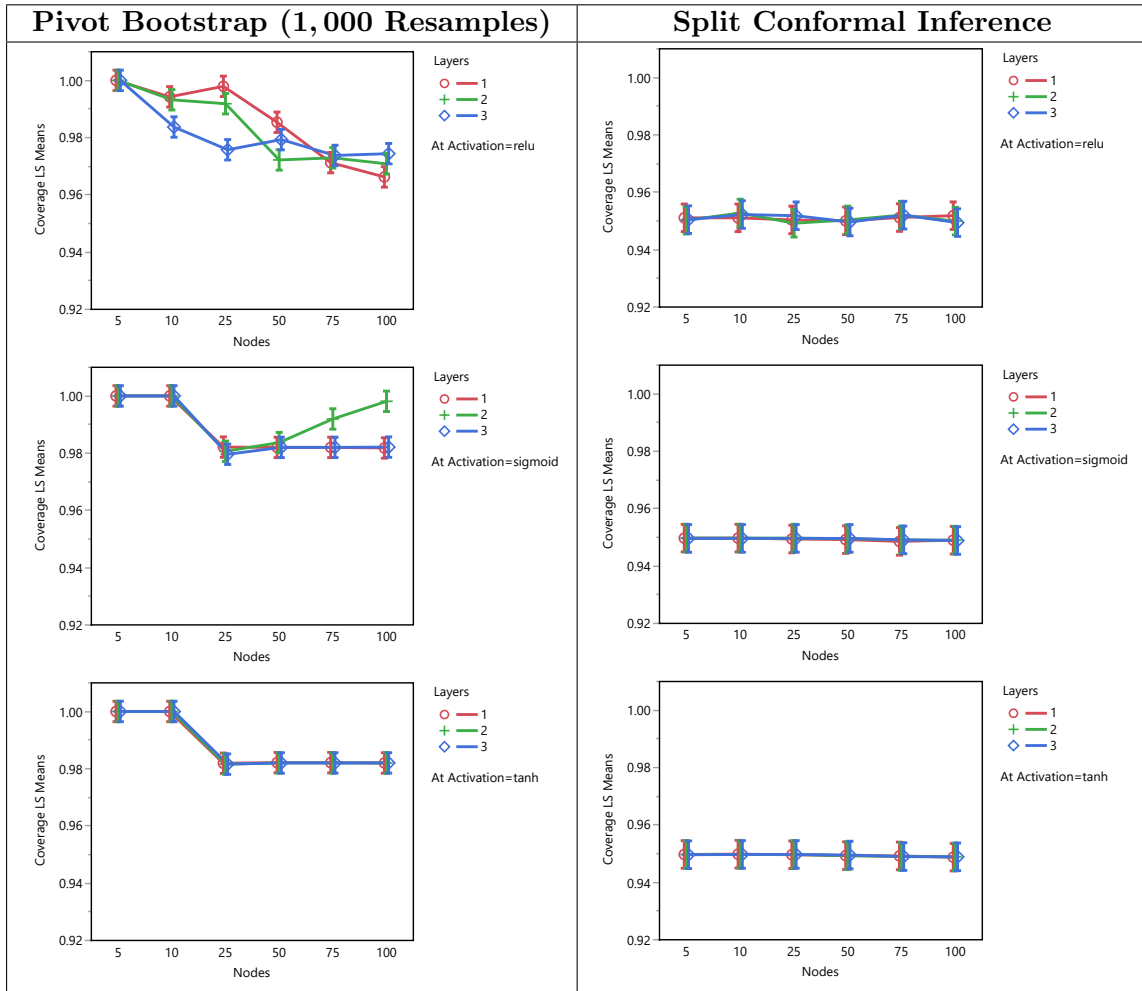 Pivot Bootstrap (1,000 Resamples)
Split Conformal Inference
Coverage LS Means
1.00
0.98
0.96
0.94
0.92
5 10 25 50 75 100
Nodes
Layers
1
2
3
At Activation=relu
Coverage LS Means
1.00
0.98
0.96
0.94
0.92
5 10 25 50 75 100
Nodes
Layers
1
2
3
At Activation=relu
Coverage LS Means
1.00
0.98
0.96
0.94
0.92
5 10 25 50 75 100
Nodes
Layers
1
2
3
At Activation=sigmoid
Coverage LS Means
1.00
0.98
0.96
0.94
0.92
5 10 25 50 75 100
Nodes
Layers
1
2
3
At Activation=sigmoid
Coverage LS Means
1.00
0.98
0.96
0.94
0.92
5 10 25 50 75 100
Nodes
Layers
1
2
3
At Activation=tanh
Coverage LS Means
1.00
0.98
0.96
0.94
0.92
5 10 25 50 75 100
Nodes
Layers
1
2
3
At Activation=tanh